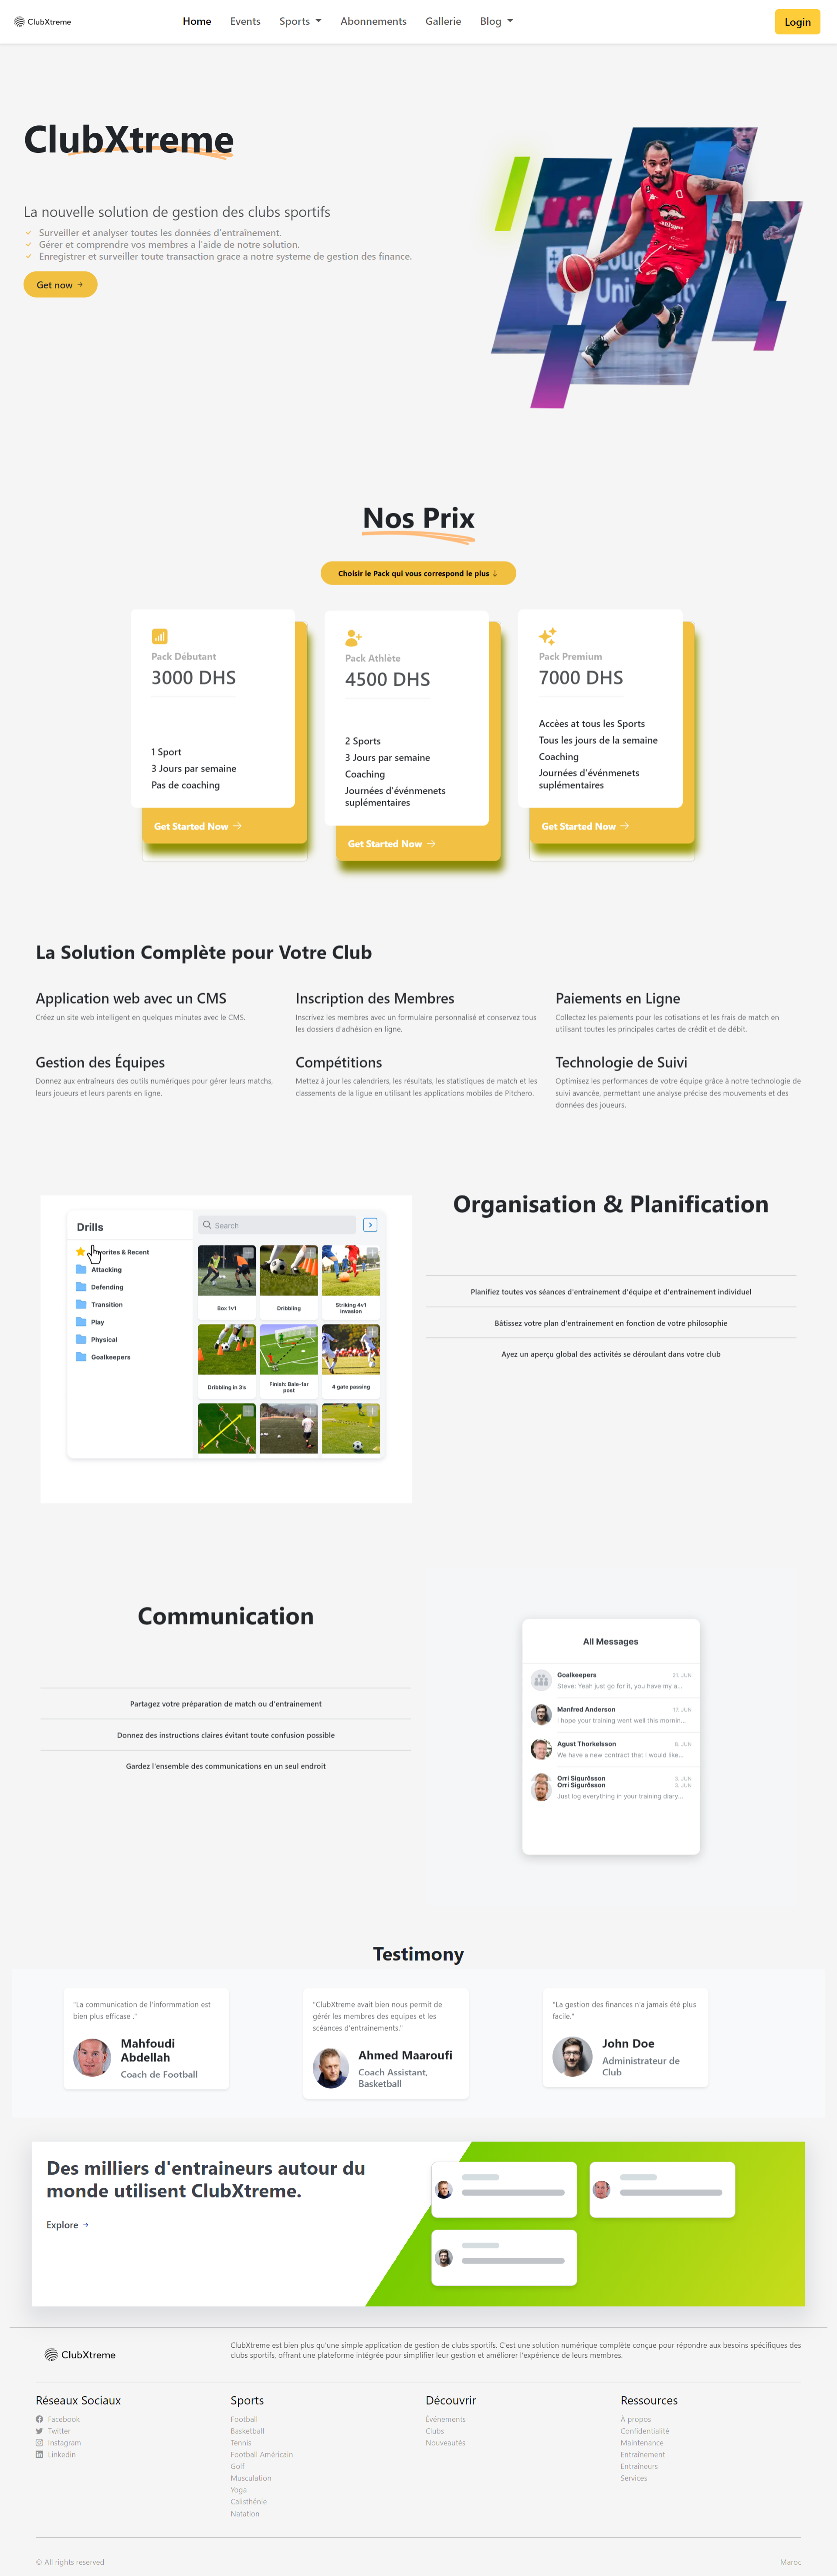 ClubXtreme
Home Events Sports Abonnements Gallerie Blog
Login
ClubXtreme
La nouvelle solution de gestion des clubs sportifs
Surveiller et analyser toutes les données d'entraînement.
Gérer et comprendre vos membres a l'aide de notre solution.
Enregistrer et surveiller toute transaction grace a notre systeme de gestion des finance.
Get now →
Nos Prix
Choisir le Pack qui vous correspond le plus ↓
Pack Débutant
3000 DHS
1 Sport
3 Jours par semaine
Pas de coaching
Get Started Now →
Pack Athlète
4500 DHS
2 Sports
3 Jours par semaine
Coaching
Journées d'événmenets
suplémentaires
Get Started Now →
Pack Premium
7000 DHS
Accèes at tous les Sports
Tous les jours de la semaine
Coaching
Journées d'événmenets
suplémentaires
Get Started Now →
La Solution Complète pour Votre Club
Application web avec un CMS
Créez un site web intelligent en quelques minutes avec le CMS.
Inscription des Membres
Inscrivez les membres avec un formulaire personnalisé et conservez tous
les dossiers d'adhésion en ligne.
Paiements en Ligne
Collectez les paiements pour les cotisations et les frais de match en
utilisant toutes les principales cartes de crédit et de débit.
Gestion des Équipes
Donnez aux entraîneurs des outils numériques pour gérer leurs matchs,
leurs joueurs et leurs parents en ligne.
Compétitions
Mettez à jour les calendriers, les résultats, les statistiques de match et les
classements de la ligue en utilisant les applications mobiles de Pitchero.
Technologie de Suivi
Optimisez les performances de votre équipe grâce à notre technologie de
suivi avancée, permettant une analyse précise des mouvements et des
données des joueurs.
Drills
Search
Favorites & Recent
Attacking
Defending
Transition
Play
Physical
Goalkeepers
Box 1v1
Dribbling
Striking 4v1
Invasion
Dribbling in 3's
Finish: Bale-far
post
4 gate passing
Organisation & Planification
Planifiez toutes vos séances d'entrainement d'équipe et d'entrainement individuel
Bâtissez votre plan d'entrainement en fonction de votre philosophie
Ayez un aperçu global des activités se déroulant dans votre club
Communication
Partagez votre préparation de match ou d'entrainement
Donnez des instructions claires évitant toute confusion possible
Gardez l'ensemble des communications en un seul endroit
All Messages
Goalkeepers 21. JUN
Steve: Yeah just go for it, you have my a...
Manfred Anderson 17. JUN
I hope your training went well this mornin...
Agust Thorkelsson 6. JUN
We have a new contract that I would like...
Orri Sigurðsson 3. JUN
Orri Sigurðsson 3. JUN
Just log everything in your training diary...
Testimony
"La communication de l'informmation est
bien plus efficase ."
Mahfoudi
Abdellah
Coach de Football
"ClubXtreme avait bien nous permit de
gérér les membres des equipes et les
scéances d'entrainements."
Ahmed Maaroufi
Coach Assistant,
Basketball
"La gestion des finances n'a jamais été plus
facile."
John Doe
Administrateur de
Club
Des milliers d'entraineurs autour du
monde utilisent ClubXtreme.
Explore →
ClubXtreme
ClubXtreme est bien plus qu'une simple application de gestion de clubs sportifs. C'est une solution numérique complète conçue pour répondre aux besoins spécifiques des
clubs sportifs, offrant une plateforme intégrée pour simplifier leur gestion et améliorer l'expérience de leurs membres.
Réseaux Sociaux
Facebook
Twitter
Instagram
Linkedin
Sports
Football
Basketball
Tennis
Football Américain
Golf
Musculation
Yoga
Calisthénie
Natation
Découvrir
Événements
Clubs
Nouveautés
Ressources
À propos
Confidentialité
Maintenance
Entraînement
Entraîneurs
Services
© All rights reserved
Maroc